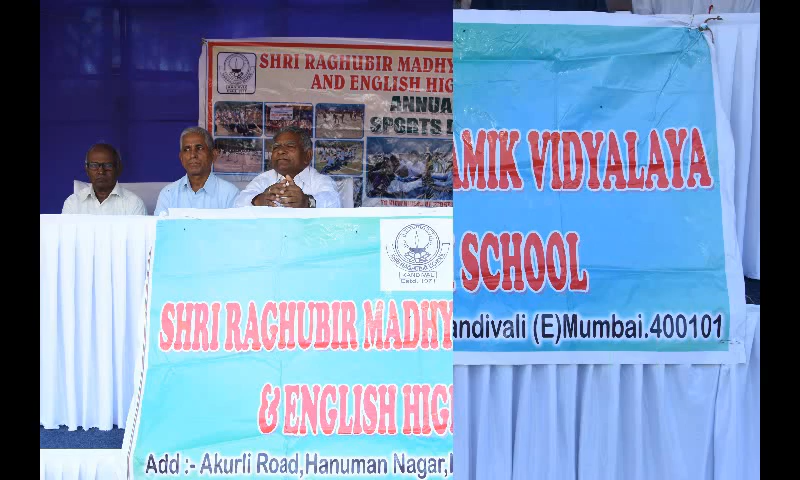 SHRI RAGHUBIR MADHY
AND ENGLISH HIG
ANNUA
SPORTS D
SHRI RAGHUBIR MADHY
& ENGLISH HIG
Add :- Akurli Road,Hanuman Nagar,
KANDIVALI
Estd. 1971
AMIK VIDYALAYA
SCHOOL
andivali (E)Mumbai.400101